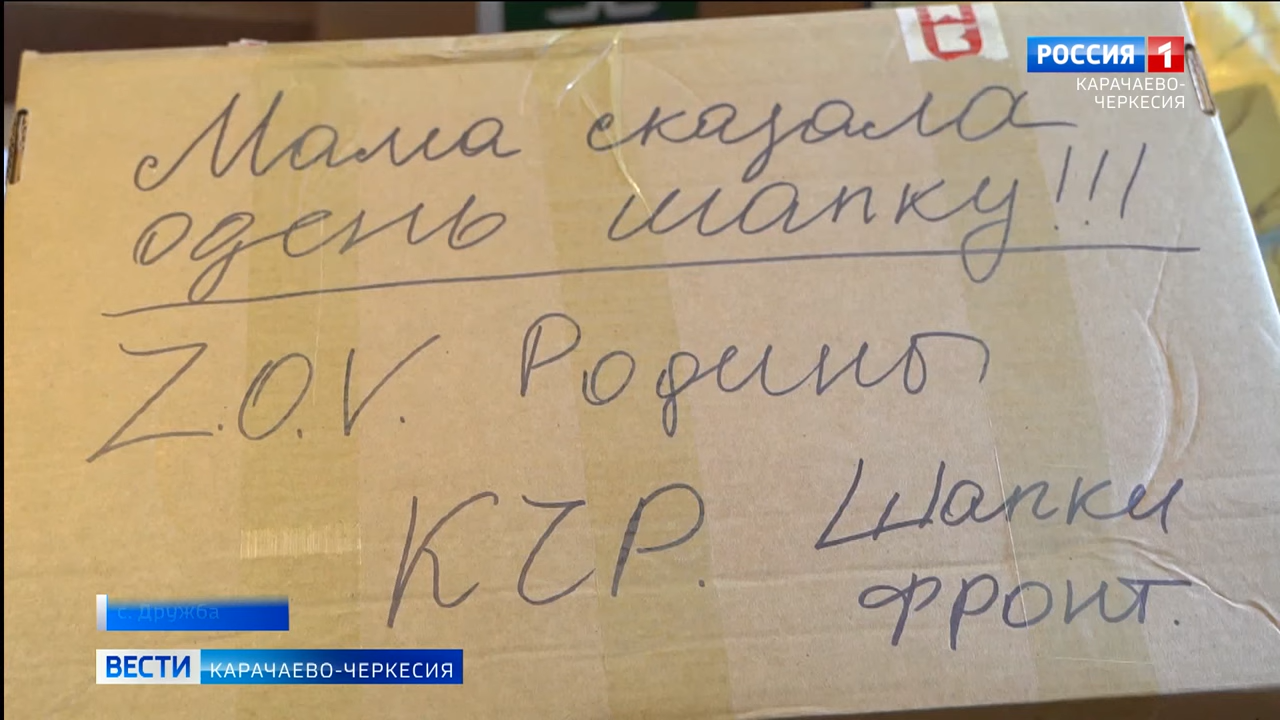 РОССИЯ 1
КАРАЧАЕВО-
ЧЕРКЕСИЯ
Мама сказала
одень шапку!!!
Z.O.V. Родины
КЧР. Шапки
фронт.
с. Дружба
ВЕСТИ КАРАЧАЕВО-ЧЕРКЕСИЯ